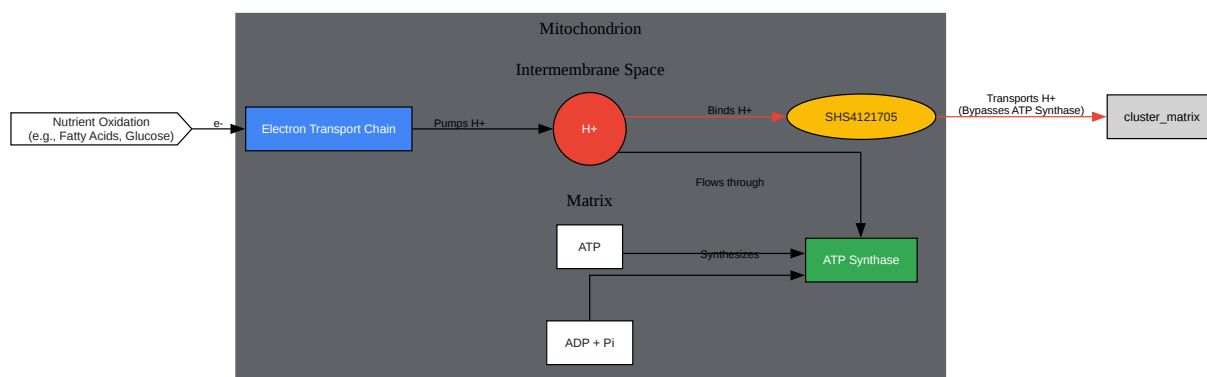 Mitochondrion
Intermembrane Space
Nutrient Oxidation
(e.g., Fatty Acids, Glucose)
e-
Electron Transport Chain
Pumps H+
H+
Binds H+
SHS4121705
Transports H+
(Bypasses ATP Synthase)
cluster_matrix
Flows through
Matrix
ATP
Synthesizes
ATP Synthase
ADP + Pi